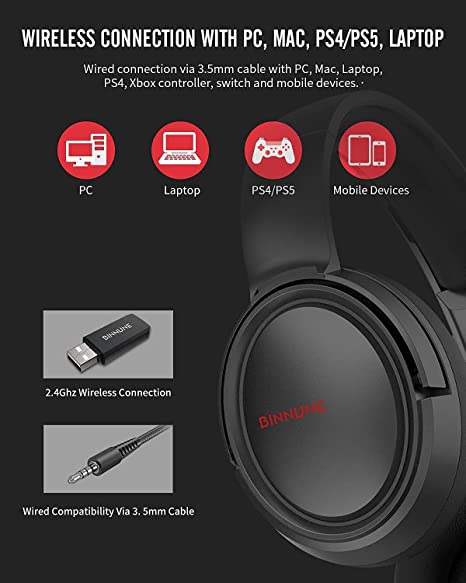 WIRELESS CONNECTION WITH PC, MAC, PS4/PS5, LAPTOP
Wired connection via 3.5mm cable with PC, Mac, Laptop,
PS4, Xbox controller, switch and mobile devices. ·
PC
Laptop
PS4/PS5
Mobile Devices
BINNUNE
2.4Ghz Wireless Connection
BINNUNE
Wired Compatibility Via 3. 5mm Cable